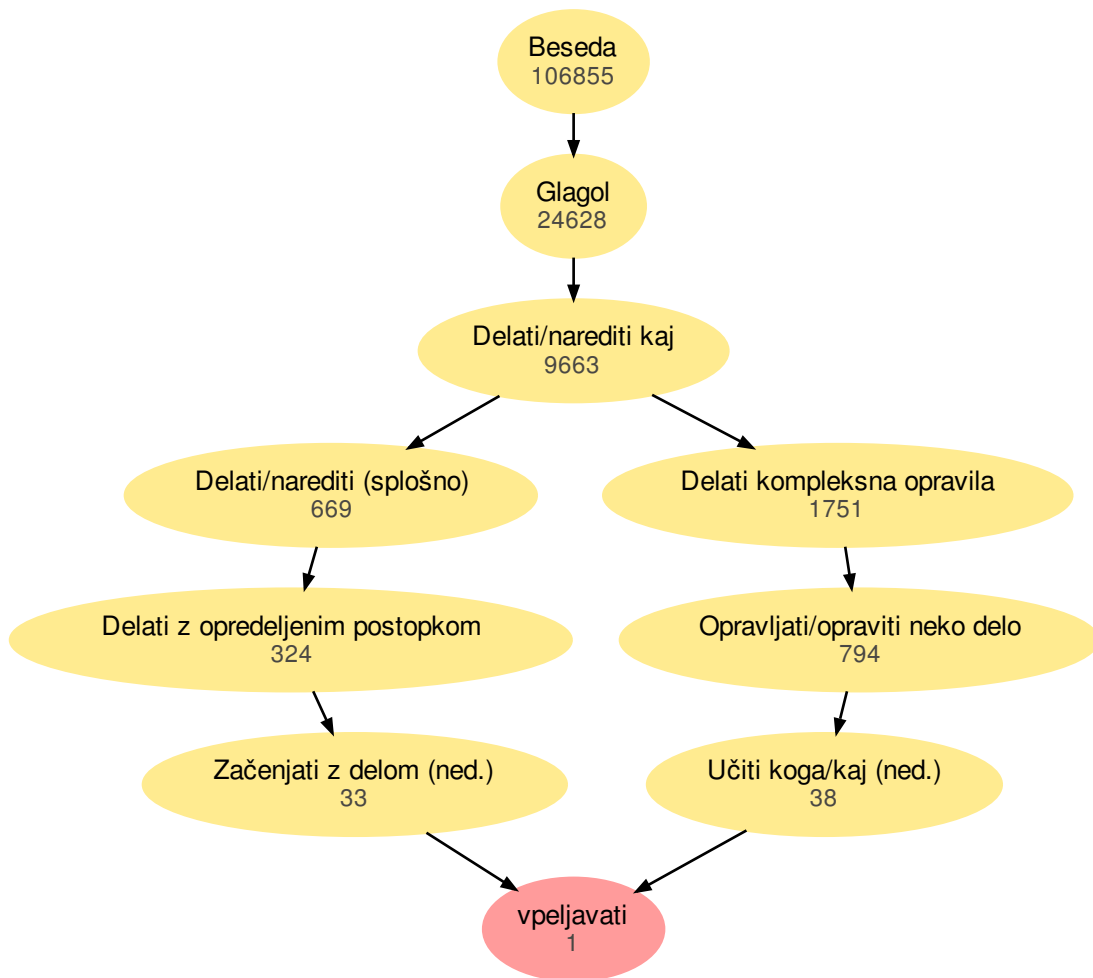 Beseda
106855
Glagol
24628
Delati/narediti kaj
9663
Delati/narediti (splošno)
669
Delati kompleksna opravila
1751
Delati z opredeljenim postopkom
324
Opravljati/opraviti neko delo
794
Začenjati z delom (ned.)
33
Učiti koga/kaj (ned.)
38
vpeljavati
1